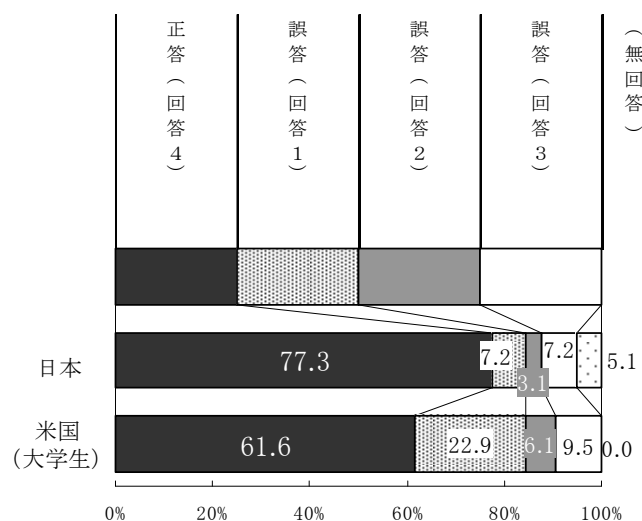 正答(回答4)
誤答(回答1)
誤答(回答2)
誤答(回答3)
(無回答)
日本
77.3
7.2
3.1
7.2
5.1
米国
(大学生)
61.6
22.9
6.1
9.5
0.0
0%
20%
40%
60%
80%
100%